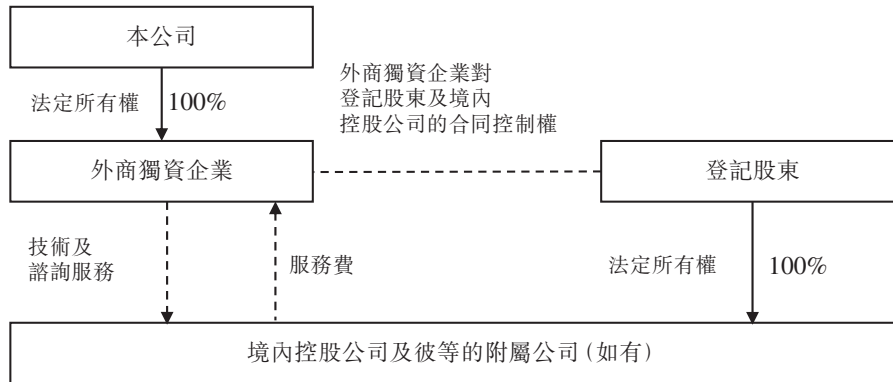 本公司
法定所有權 100%
外商獨資企業對
登記股東及境內
控股公司的合同控制權
外商獨資企業
登記股東
技術及
諮詢服務
服務費
法定所有權 100%
境內控股公司及彼等的附屬公司(如有)